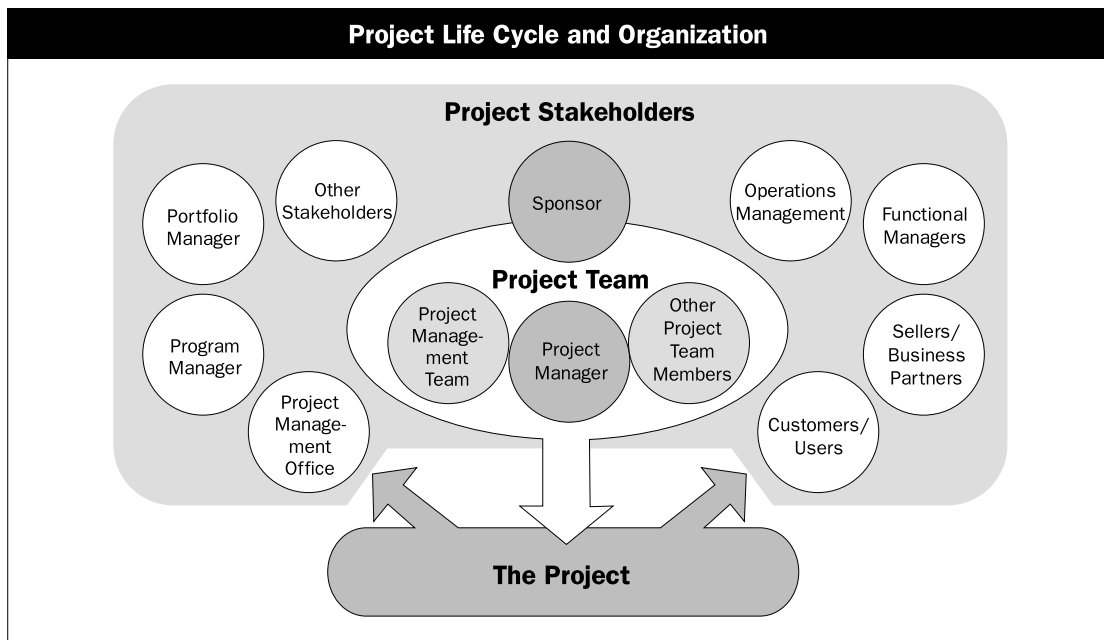 Project Life Cycle and Organization
Project Stakeholders
Portfolio
Manager
Other
Stakeholders
Sponsor
Operations
Management
Functional
Managers
Project Team
Program
Manager
Project
Manage-
ment
Team
Project
Manager
Other
Project
Team
Members
Sellers/
Business
Partners
Project
Manage-
ment
Office
Customers/
Users
The Project